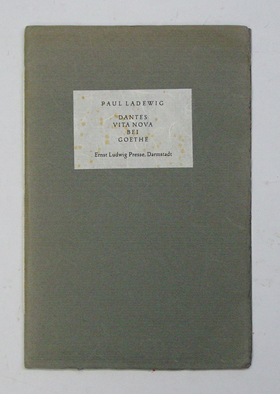 PAUL LADEWIG
DANTES
VITA NOVA
BEI
GOETHE
Ernst Ludwig Presse, Darmstadt